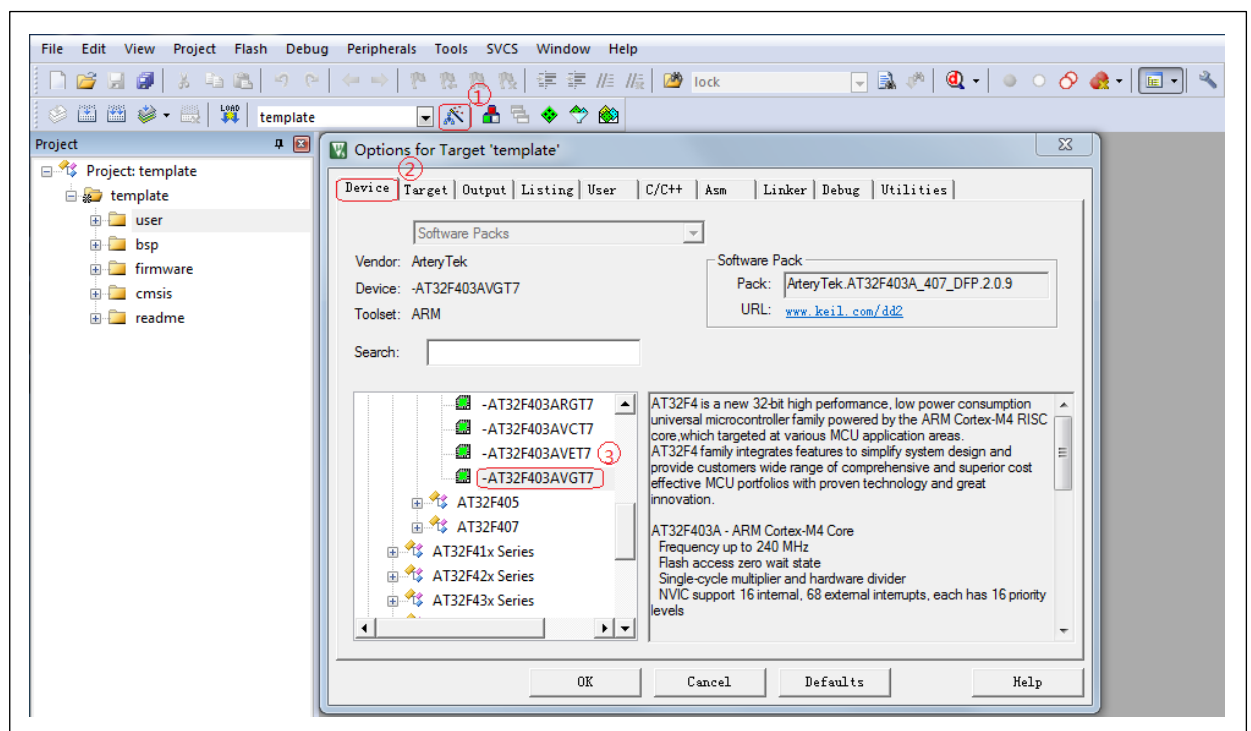 File Edit View Project Flash Debug Peripherals Tools SVCS Window Help
lock
①
LOAD template
Project
Project: template
template
user
bsp
firmware
cmsis
readme
Options for Target 'template'
②
Device Target Output Listing User C/C++ Asm Linker Debug Utilities
Software Packs
Vendor: ArteryTek
Device: -AT32F403AVGT7
Toolset: ARM
Software Pack
Pack: ArteryTek.AT32F403A_407_DFP.2.0.9
URL: www.keil.com/dd2
Search:
-AT32F403ARGT7
-AT32F403AVCT7
-AT32F403AVET7 ③
-AT32F403AVGT7
AT32F405
AT32F407
AT32F41x Series
AT32F42x Series
AT32F43x Series
AT32F4 is a new 32-bit high performance, low power consumption
universal microcontroller family powered by the ARM Cortex-M4 RISC
core,which targeted at various MCU application areas.
AT32F4 family integrates features to simplify system design and
provide customers wide range of comprehensive and superior cost
effective MCU portfolios with proven technology and great
innovation.
AT32F403A - ARM Cortex-M4 Core
Frequency up to 240 MHz
Flash access zero wait state
Single-cycle multiplier and hardware divider
NVIC support 16 internal, 68 external interrupts, each has 16 priority
levels
OK Cancel Defaults Help